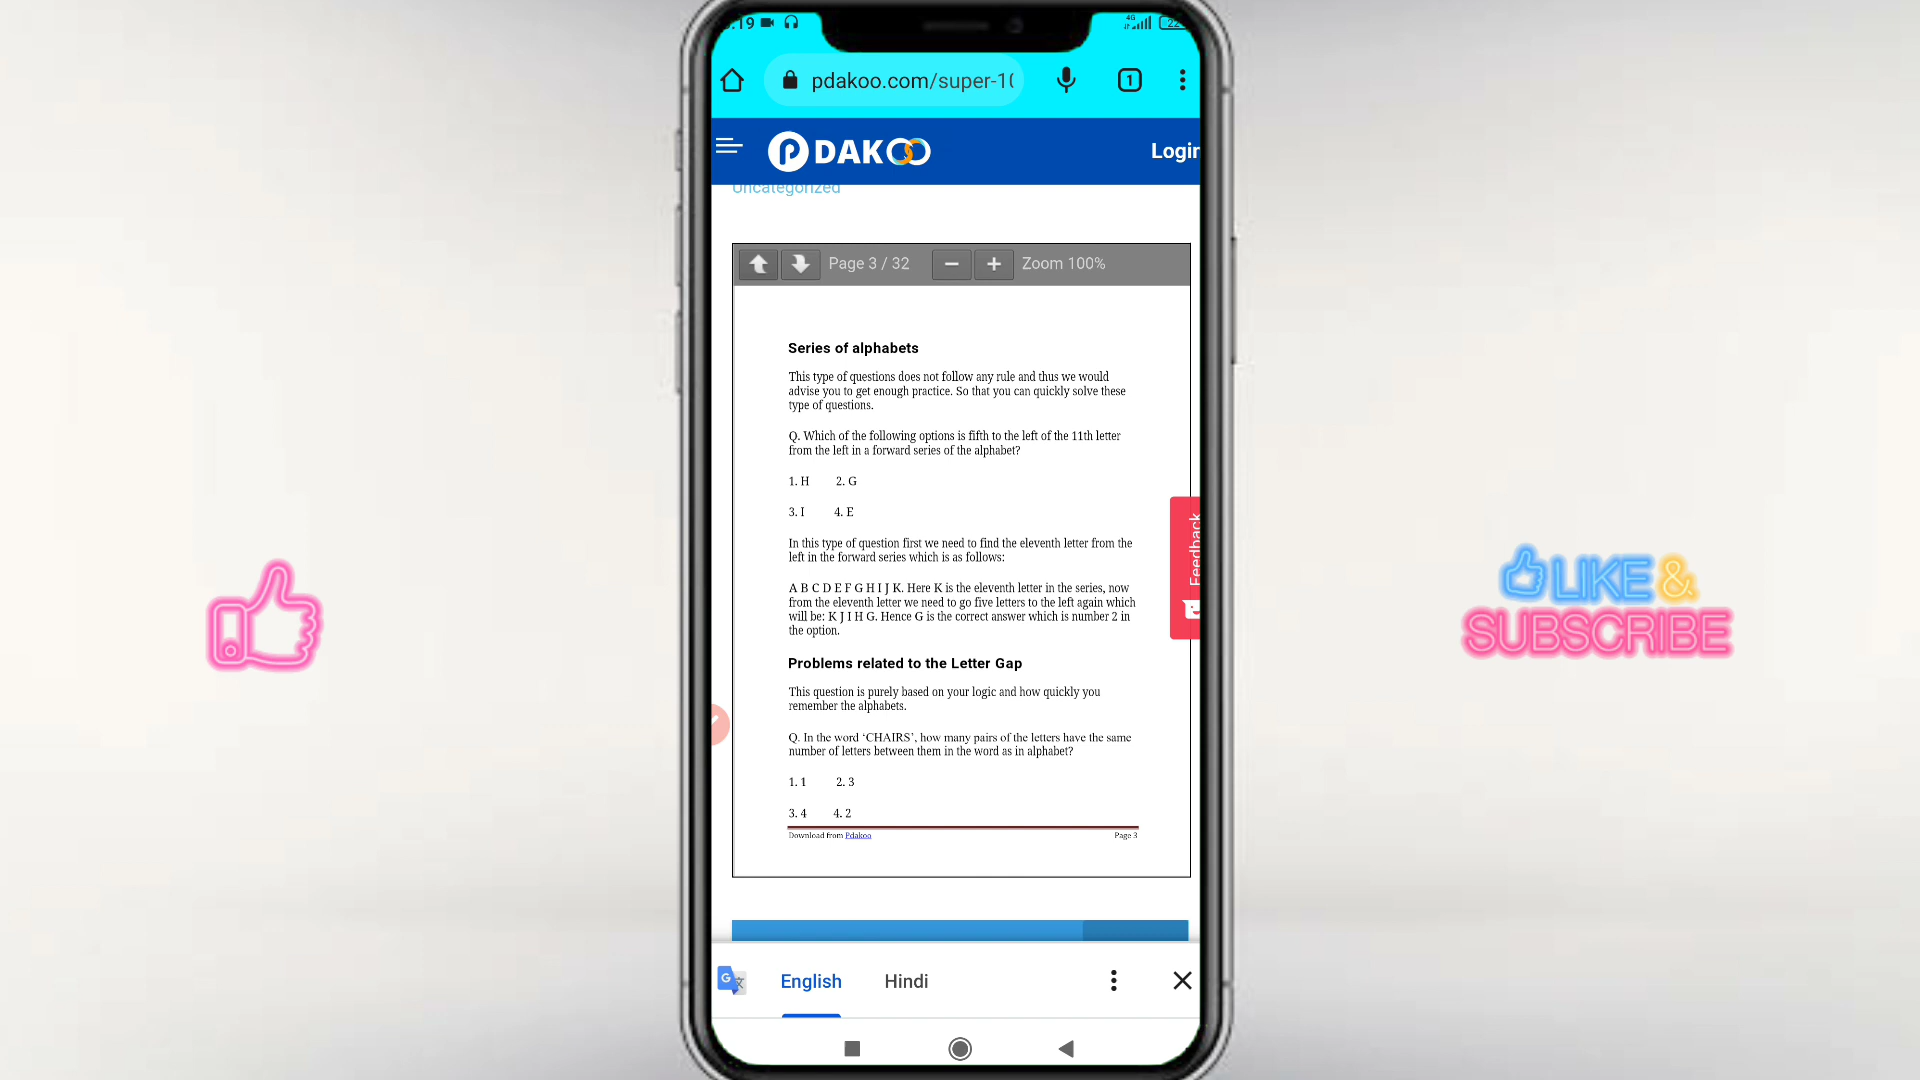 :19
4G
22
pdakoo.com/super-10
1
PDAKOO
Login
Uncategorized
Page 3 / 32
Zoom 100%
Series of alphabets
This type of questions does not follow any rule and thus we would
advise you to get enough practice. So that you can quickly solve these
type of questions.
Q. Which of the following options is fifth to the left of the 11th letter
from the left in a forward series of the alphabet?
1. H 2. G
3. I 4. E
In this type of question first we need to find the eleventh letter from the
left in the forward series which is as follows:
A B C D E F G H I J K. Here K is the eleventh letter in the series, now
from the eleventh letter we need to go five letters to the left again which
will be: K J I H G. Hence G is the correct answer which is number 2 in
the option.
Problems related to the Letter Gap
This question is purely based on your logic and how quickly you
remember the alphabets.
Q. In the word ‘CHAIRS’, how many pairs of the letters have the same
number of letters between them in the word as in alphabet?
1. 1 2. 3
3. 4 4. 2
Download from Pdakoo Page 3
Feedback
English Hindi
LIKE &
SUBSCRIBE